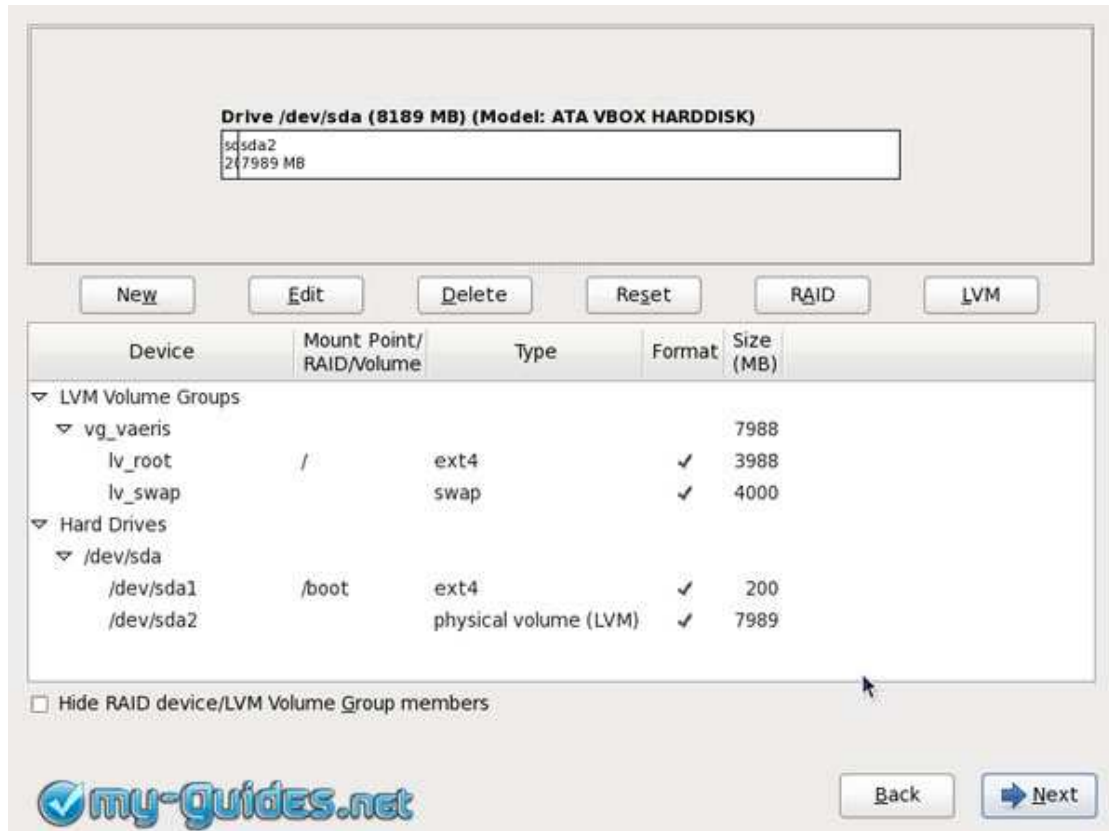 Drive /dev/sda (8189 MB) (Model: ATA VBOX HARDDISK)
sda2
7989 MB
New Edit Delete Reset RAID LVM
Device Mount Point/ RAID/Volume Type Format Size (MB)
LVM Volume Groups
vg_vaeris 7988
lv_root / ext4 3988
lv_swap swap 4000
Hard Drives
/dev/sda
/dev/sda1 /boot ext4 200
/dev/sda2 physical volume (LVM) 7989
Hide RAID device/LVM Volume Group members
my-guides.net
Back Next